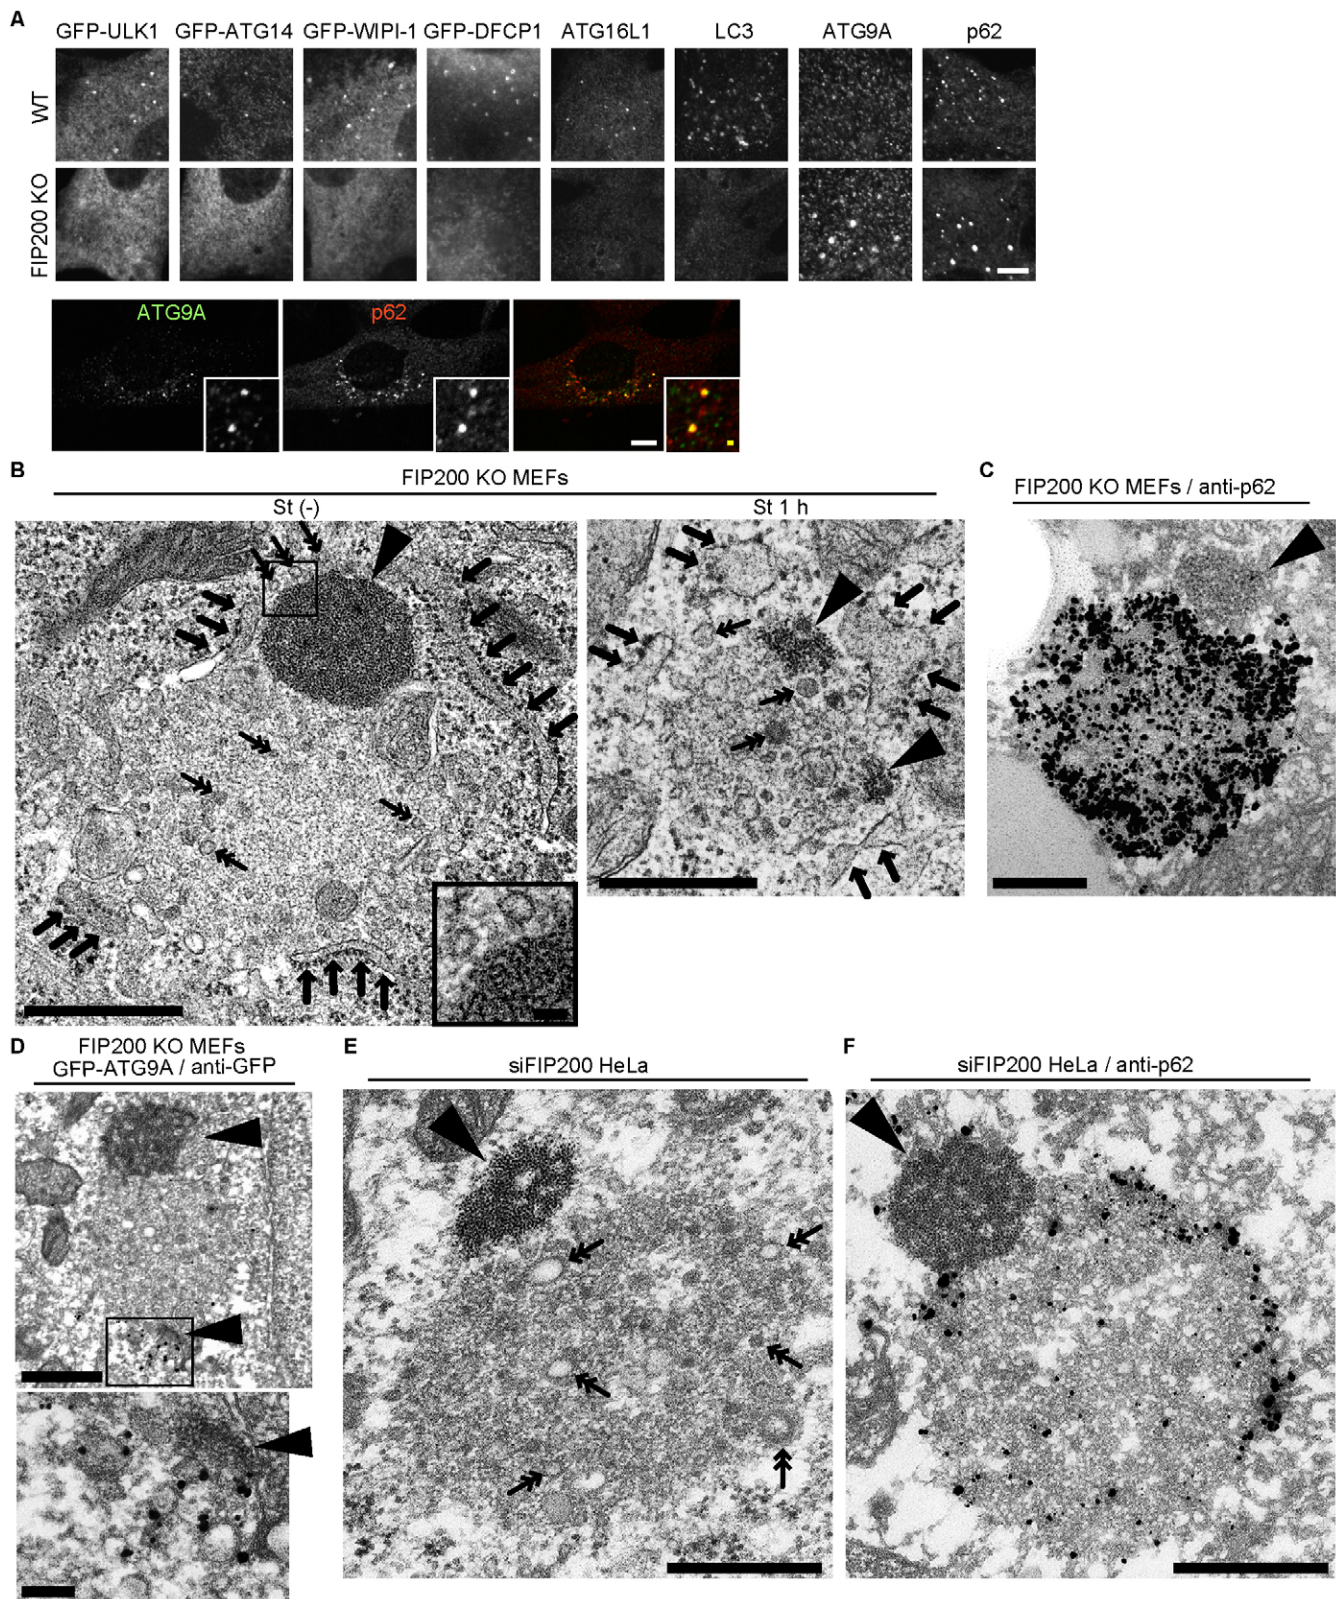 A
GFP-ULK1 GFP-ATG14 GFP-WIPI-1 GFP-DFCP1 ATG16L1 LC3 ATG9A p62
WT
FIP200 KO
ATG9A p62
B
FIP200 KO MEFs
St (-) St 1 h
C
FIP200 KO MEFs / anti-p62
D
FIP200 KO MEFs
GFP-ATG9A / anti-GFP
E
siFIP200 HeLa
F
siFIP200 HeLa / anti-p62